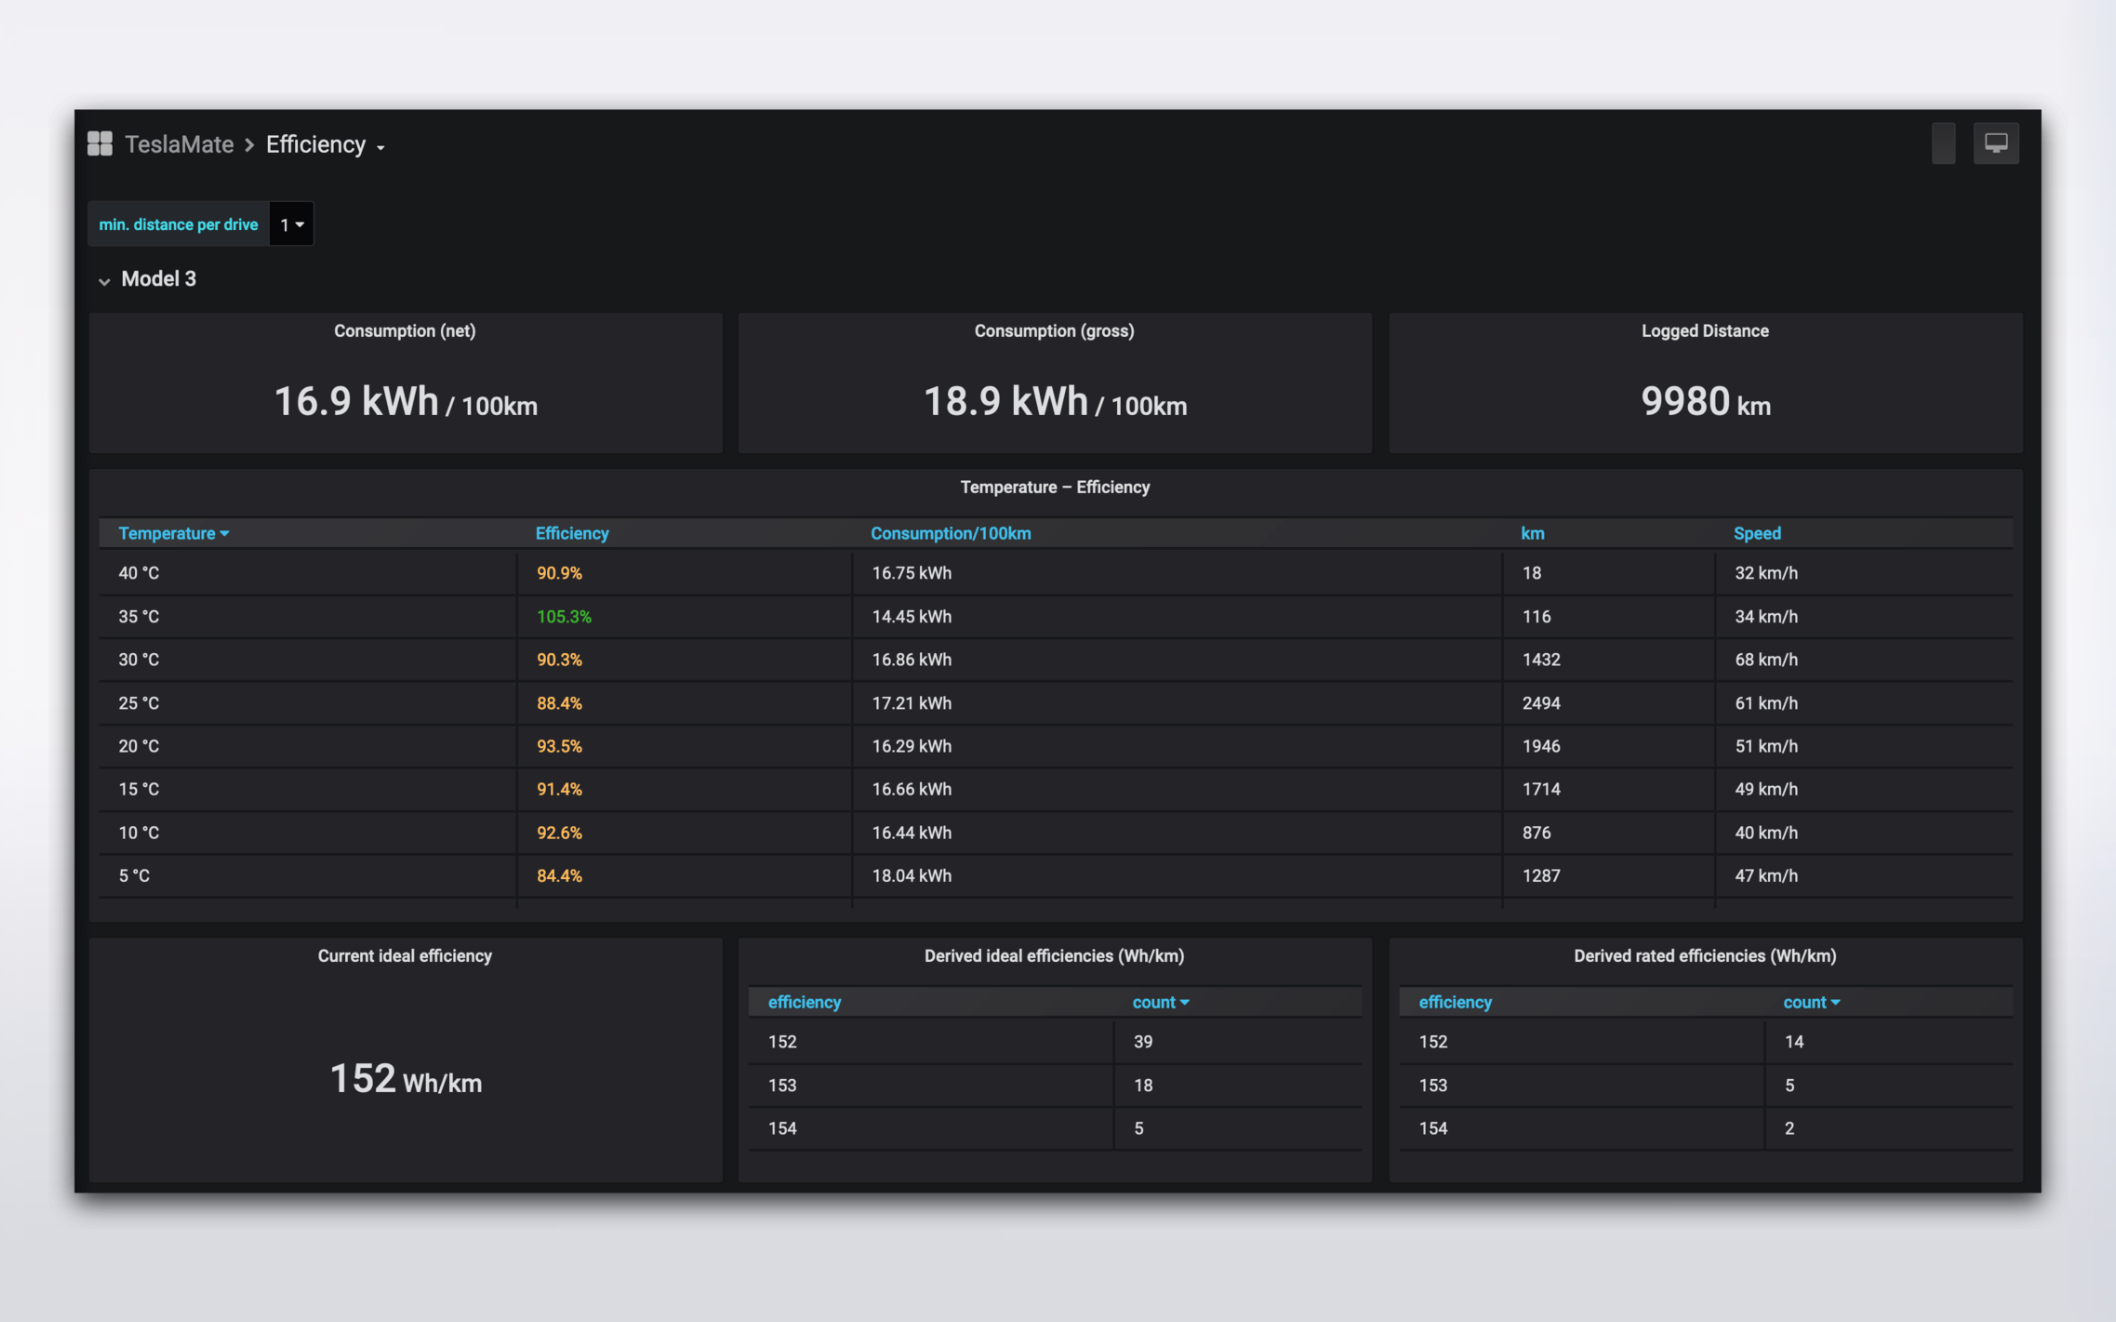 TeslaMate > Efficiency
min. distance per drive 1
Model 3
Consumption (net)
16.9 kWh / 100km
Consumption (gross)
18.9 kWh / 100km
Logged Distance
9980 km
Temperature – Efficiency
Temperature Efficiency Consumption/100km km Speed
40 °C 90.9% 16.75 kWh 18 32 km/h
35 °C 105.3% 14.45 kWh 116 34 km/h
30 °C 90.3% 16.86 kWh 1432 68 km/h
25 °C 88.4% 17.21 kWh 2494 61 km/h
20 °C 93.5% 16.29 kWh 1946 51 km/h
15 °C 91.4% 16.66 kWh 1714 49 km/h
10 °C 92.6% 16.44 kWh 876 40 km/h
5 °C 84.4% 18.04 kWh 1287 47 km/h
Current ideal efficiency
152 Wh/km
Derived ideal efficiencies (Wh/km)
efficiency count
152 39
153 18
154 5
Derived rated efficiencies (Wh/km)
efficiency count
152 14
153 5
154 2